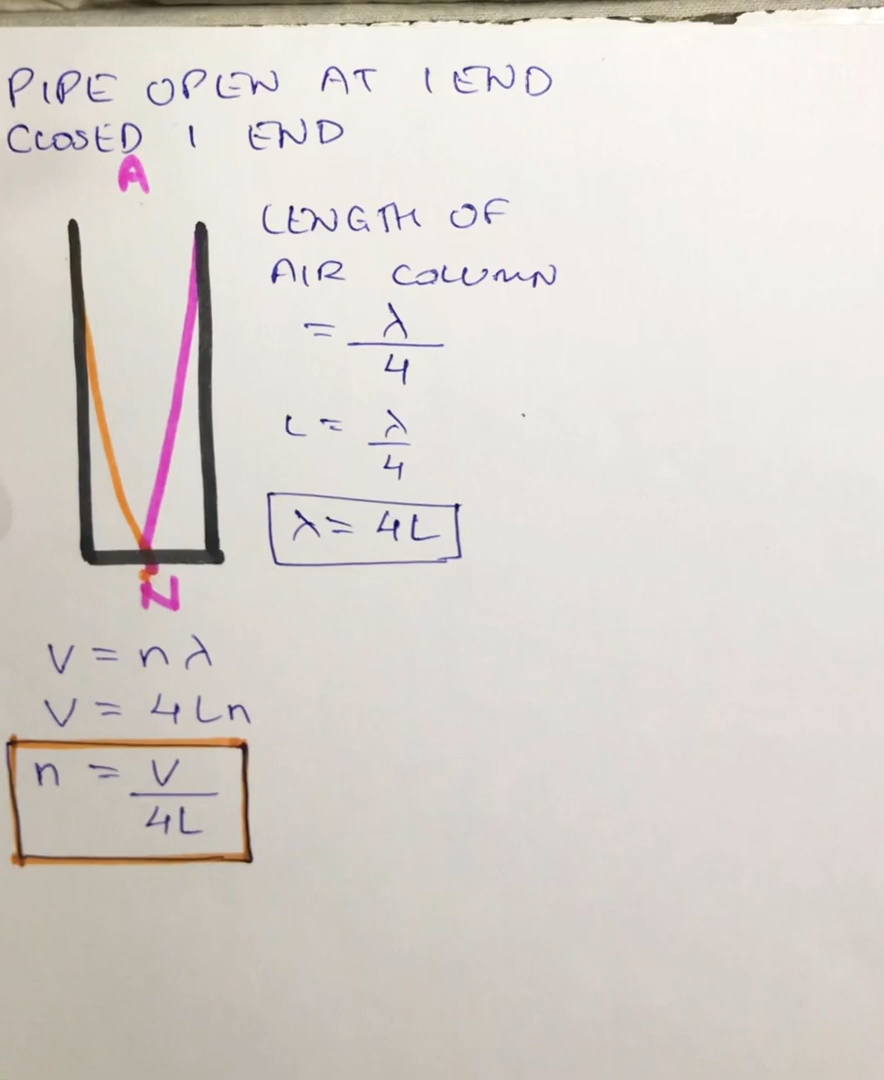 PIPE OPEN AT 1 END
CLOSED 1 END
A
LENGTH OF
AIR COLUMN
= λ/4
L = λ/4
λ = 4L
N
V = nλ
V = 4Ln
n = V/4L